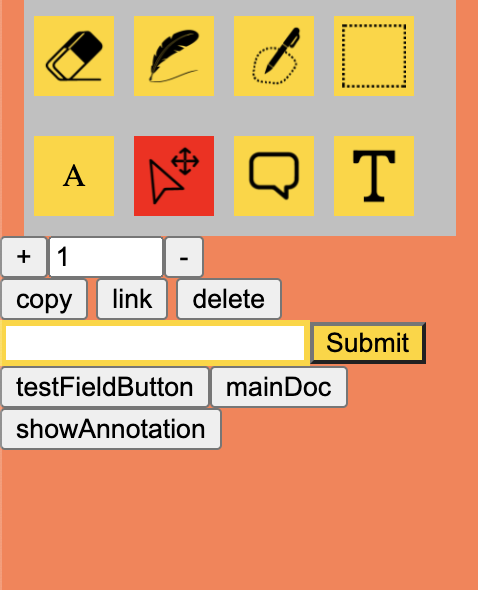 A T
+ 1 -
copy link delete
Submit
testFieldButton mainDoc
showAnnotation